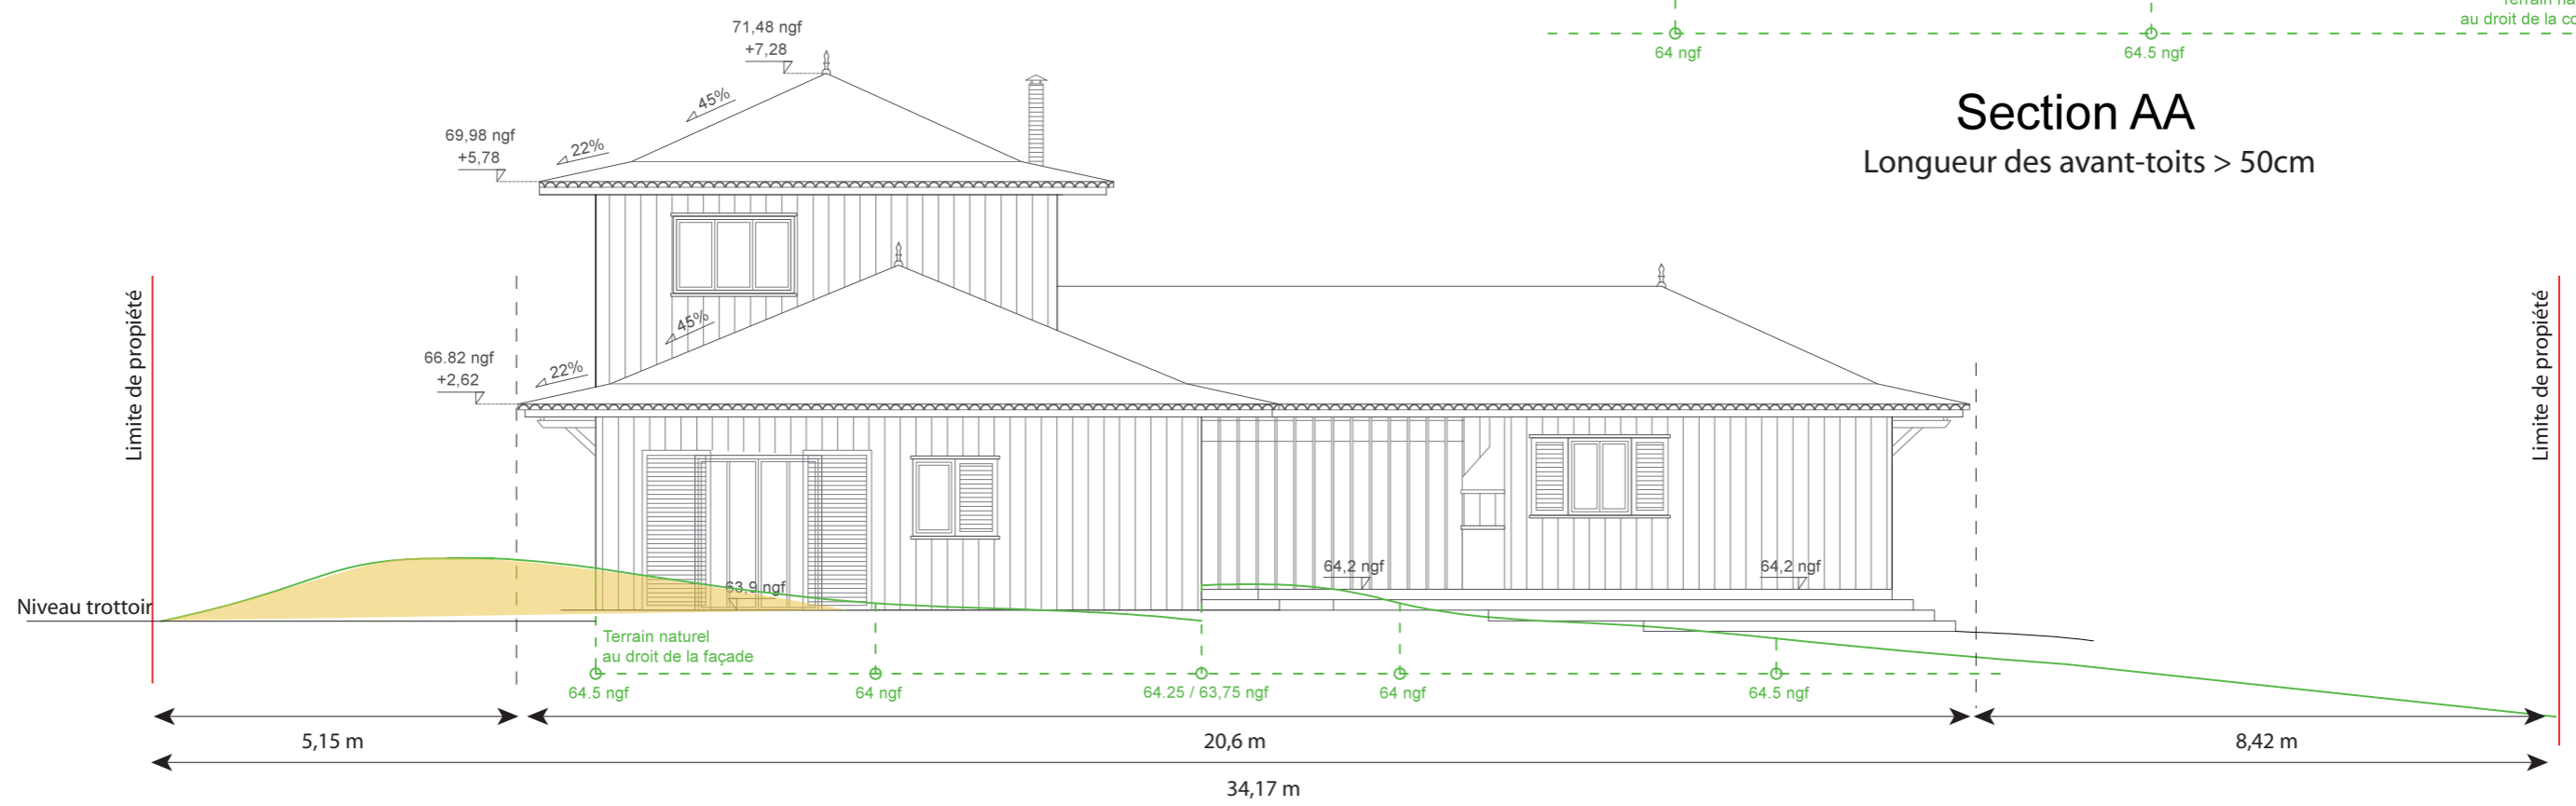 71,48 ngf
+7,28
45%
69,98 ngf
+5,78
22%
Terrain na
au droit de la co
64 ngf
64.5 ngf
Section AA
Longueur des avant-toits > 50cm
Limite de propiété
66.82 ngf
+2,62
45%
22%
Limite de propiété
Niveau trottoir
63,9 ngf
64,2 ngf
64,2 ngf
Terrain naturel
au droit de la façade
64.5 ngf
64 ngf
64.25 / 63,75 ngf
64 ngf
64.5 ngf
5,15 m
20,6 m
8,42 m
34,17 m